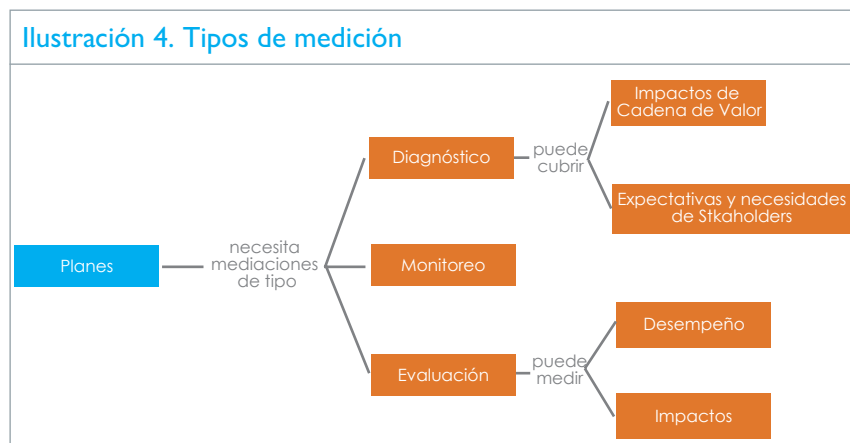 Ilustración 4. Tipos de medición
Impactos de
Cadena de Valor
Diagnóstico
puede
cubrir
Expectativas y necesidades
de Stkaholders
Planes
necesita
mediaciones
de tipo
Monitoreo
Desempeño
Evaluación
puede
medir
Impactos